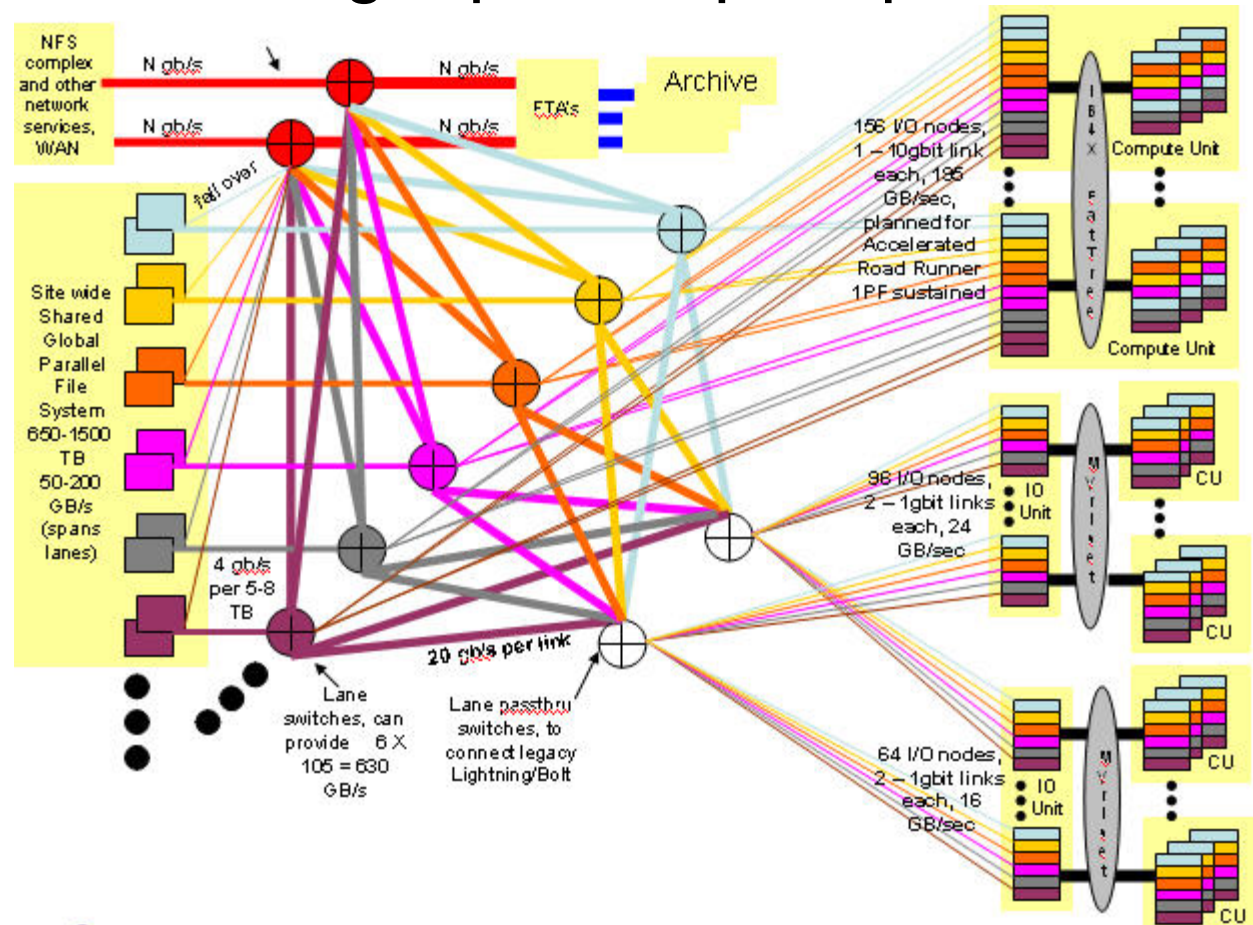 NFS
complex
and other
network
services,
WAN
N gb/s
N gb/s
N gb/s
N gb/s
FTA's
Archive
fail over
Site wide
Shared
Global
Parallel
File
System
650-1500
TB
50-200
GB/s
(spans
lanes)
4 gb/s
per 5-8
TB
Lane
switches, can
provide 6 X
105 = 630
GB/s
20 gb/s per link
Lane passthru
switches, to
connect legacy
Lightning/Bolt
156 I/O nodes,
1 – 10gbit link
each, 195
GB/sec,
planned for
Accelerated
Road Runner
1PF sustained
Compute Unit
Fat Tree
Compute Unit
96 I/O nodes,
2 – 1gbit links
each, 24
GB/sec
IO
Unit
Myrinet
CU
CU
64 I/O nodes,
2 – 1gbit links
each, 16
GB/sec
IO
Unit
Myrinet
CU
CU